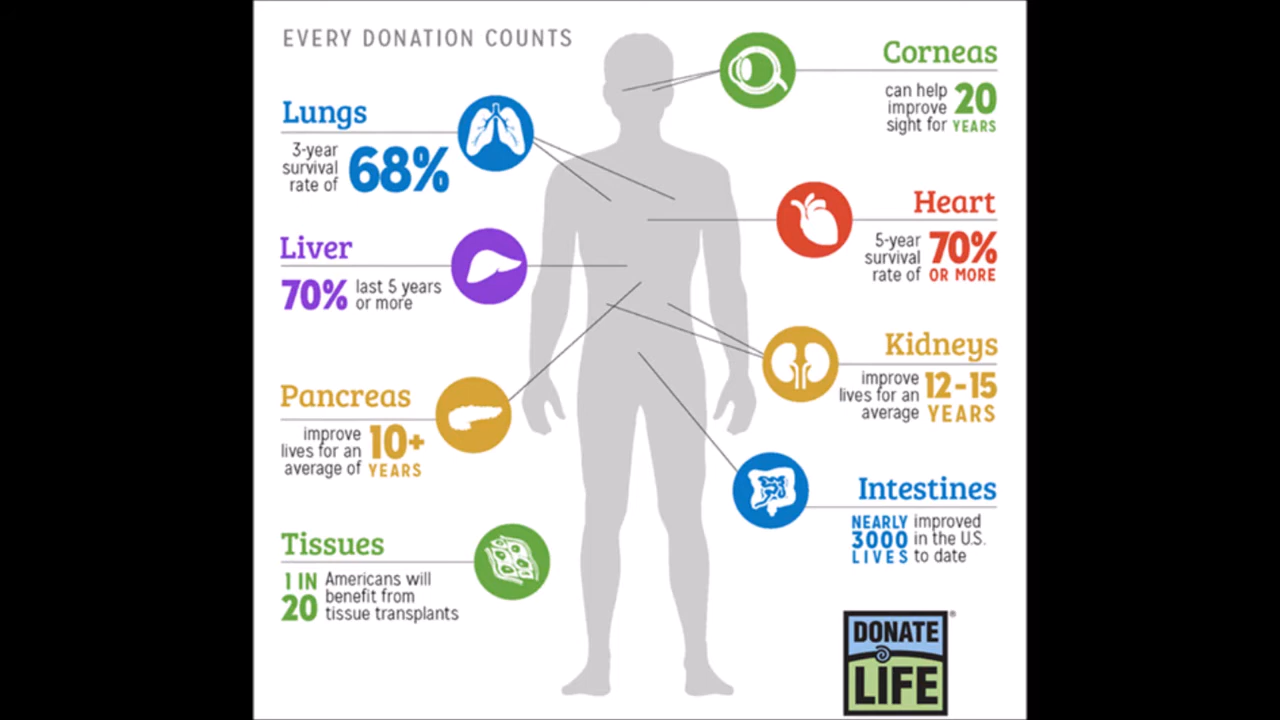 EVERY DONATION COUNTS
Lungs
3-year
survival
rate of
68%
Liver
70%
last 5 years
or more
Pancreas
improve
lives for an
average of
10+
YEARS
Tissues
1 IN
20
Americans will
benefit from
tissue transplants
Corneas
can help
improve
sight for
20
YEARS
Heart
5-year
survival
rate of
70%
OR MORE
Kidneys
improve
lives for an
average
12-15
YEARS
Intestines
NEARLY
3000
LIVES
improved
in the U.S.
to date
DONATE
LIFE
®